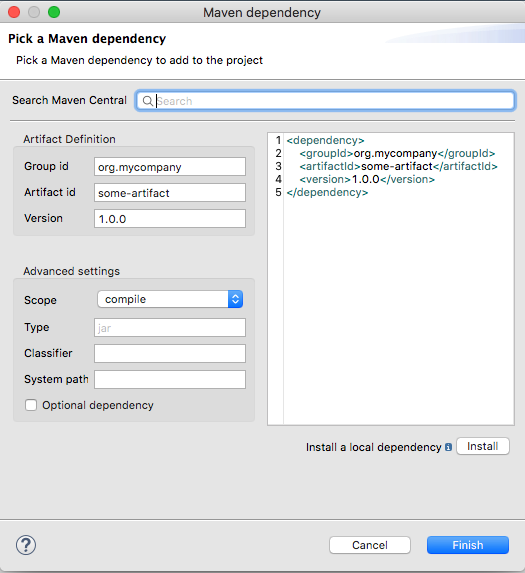 Maven dependency
Pick a Maven dependency
Pick a Maven dependency to add to the project
Search Maven Central
Search
Artifact Definition
Group id org.mycompany
Artifact id some-artifact
Version 1.0.0
Advanced settings
Scope compile
Type jar
Classifier
System path
Optional dependency
1 <dependency>
2 <groupId>org.mycompany</groupId>
3 <artifactId>some-artifact</artifactId>
4 <version>1.0.0</version>
5 </dependency>
Install a local dependency i Install
? Cancel Finish